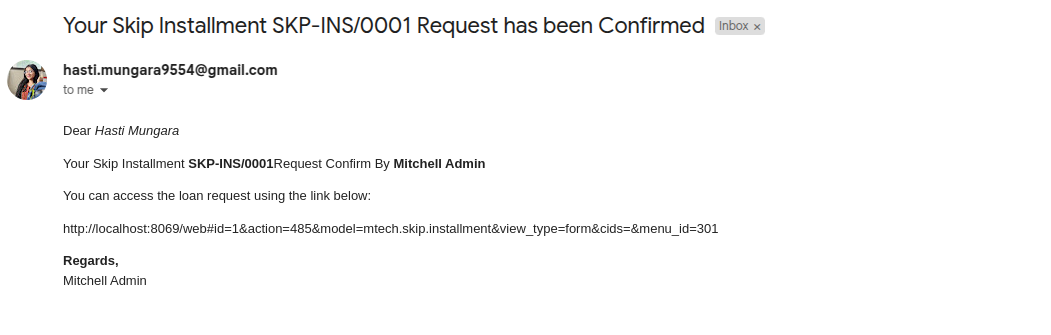 Your Skip Installment SKP-INS/0001 Request has been Confirmed Inbox ×
hasti.mungara9554@gmail.com
to me
Dear Hasti Mungara
Your Skip Installment SKP-INS/0001Request Confirm By Mitchell Admin
You can access the loan request using the link below:
http://localhost:8069/web#id=1&action=485&model=mtech.skip.installment&view_type=form&cids=&menu_id=301
Regards,
Mitchell Admin